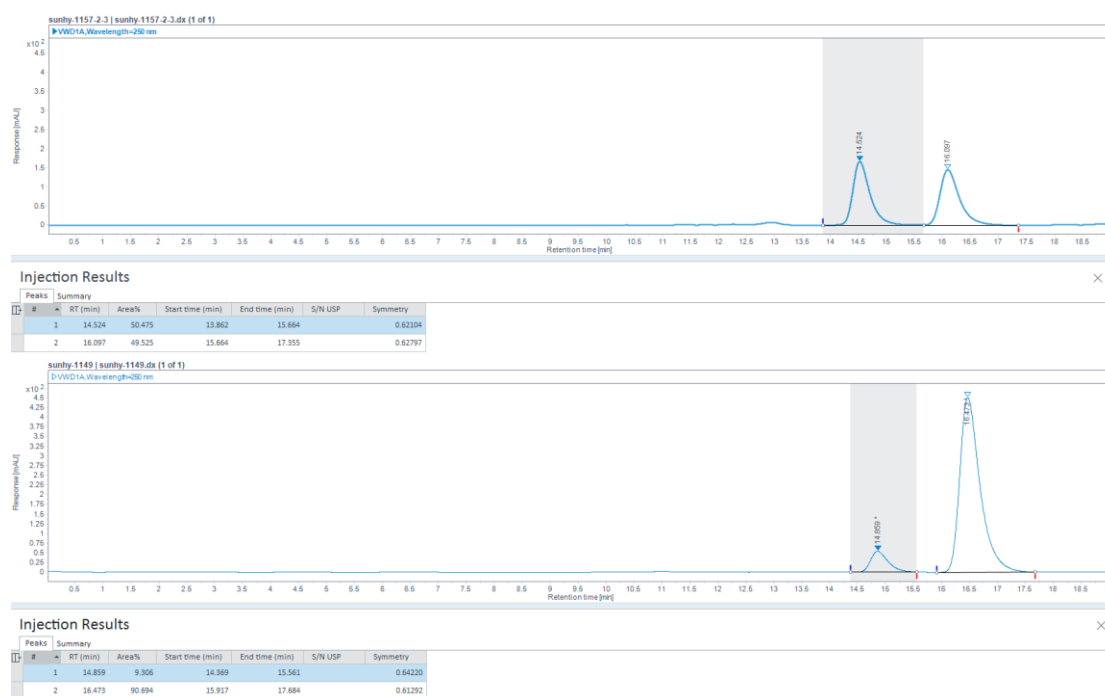 sunhy-1157-2-3 | sunhy-1157-2-3.dx (1 of 1)
VWD1A,Wavelength=250 nm
x10 2
4.5
4
3.5
3
2.5
2
1.5
1
0.5
0
Response [mAU]
14.524
16.097
0.5 1 1.5 2 2.5 3 3.5 4 4.5 5 5.5 6 6.5 7 7.5 8 8.5 9 9.5 10 10.5 11 11.5 12 12.5 13 13.5 14 14.5 15 15.5 16 16.5 17 17.5 18 18.5
Retention time [min]
Injection Results
Peaks Summary
# RT (min) Area% Start time (min) End time (min) S/N USP Symmetry
1 14.524 50.475 13.862 15.664 0.62104
2 16.097 49.525 15.664 17.355 0.62797
sunhy-1149 | sunhy-1149.dx (1 of 1)
VWD1A,Wavelength=250 nm
x10 2
4.5
4.25
4
3.75
3.5
3.25
3
2.75
2.5
2.25
2
1.75
1.5
1.25
1
0.75
0.5
0.25
0
Response [mAU]
14.859 *
16.473
0.5 1 1.5 2 2.5 3 3.5 4 4.5 5 5.5 6 6.5 7 7.5 8 8.5 9 9.5 10 10.5 11 11.5 12 12.5 13 13.5 14 14.5 15 15.5 16 16.5 17 17.5 18 18.5
Retention time [min]
Injection Results
Peaks Summary
# RT (min) Area% Start time (min) End time (min) S/N USP Symmetry
1 14.859 9.306 14.369 15.561 0.64220
2 16.473 90.694 15.917 17.684 0.61292